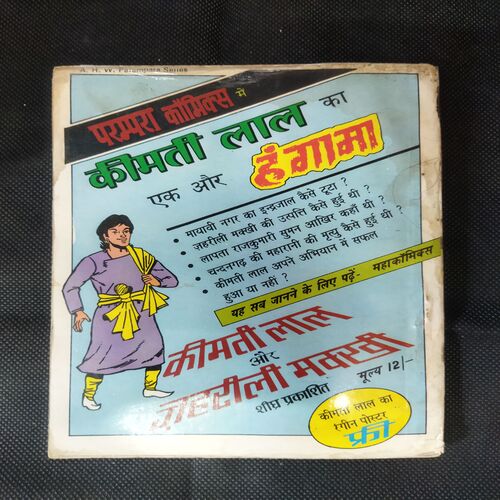 A. H. W. Parampara Series
परम्परा कॉमिक्स में
कीमती लाल का
एक और हंगामा
• मायावी नगर का इन्द्रजाल कैसे टूटा ?
• ज़हरीली मक्खी की उत्पत्ति कैसे हुई थी ?
• लापता राजकुमारी सुमन आखिर कहाँ थी ?
• चन्दनगढ़ की महारानी की मृत्यु कैसे हुई थी ?
• कीमती लाल अपने अभियान में सफल
हुआ या नहीं ?
यह सब जानने के लिए पढ़ें- महाकॉमिक्स
कीमती लाल
और
ज़हरीली मक्खी
शीघ्र प्रकाशित मूल्य 12/-
कीमती लाल का
रंगीन पोस्टर
फ्री